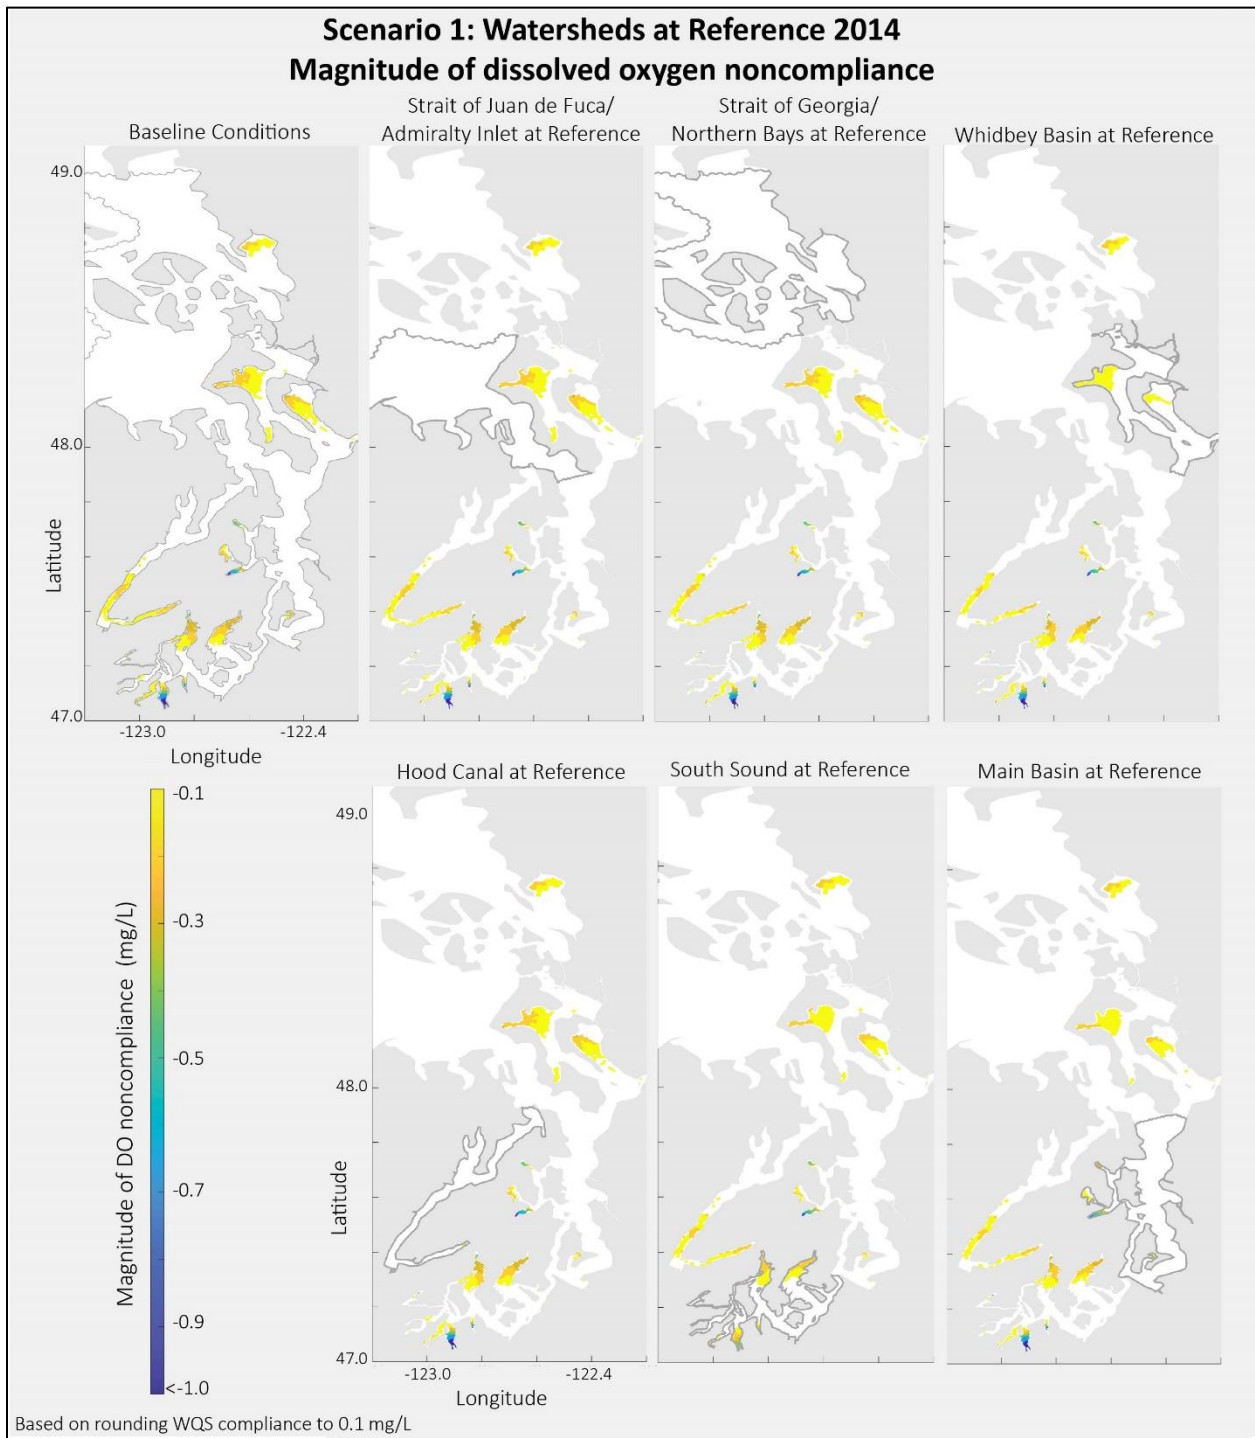 Scenario 1: Watersheds at Reference 2014
Magnitude of dissolved oxygen noncompliance
Baseline Conditions
Strait of Juan de Fuca/
Admiralty Inlet at Reference
Strait of Georgia/
Northern Bays at Reference
Whidbey Basin at Reference
49.0
48.0
47.0
Latitude
-123.0
-122.4
Longitude
Hood Canal at Reference
South Sound at Reference
Main Basin at Reference
49.0
48.0
47.0
Latitude
-123.0
-122.4
Longitude
Magnitude of DO noncompliance (mg/L)
-0.1
-0.3
-0.5
-0.7
-0.9
<-1.0
Based on rounding WQS compliance to 0.1 mg/L